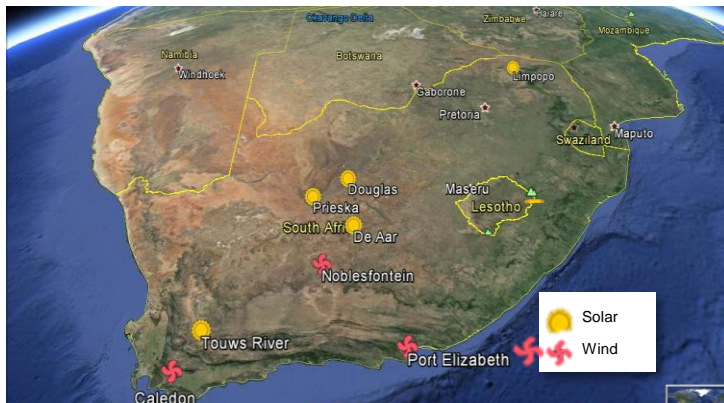 Okavango Delta
Zimbabwe
Harare
Mozambique
Namibia
Windhoek
Botswana
Limpopo
Gaborone
Pretoria
Swaziland
Maputo
Douglas
Maseru
Prieska
Lesotho
South Afri
De Aar
Noblesfontein
Solar
Touws River
Wind
Port Elizabeth
Caledon